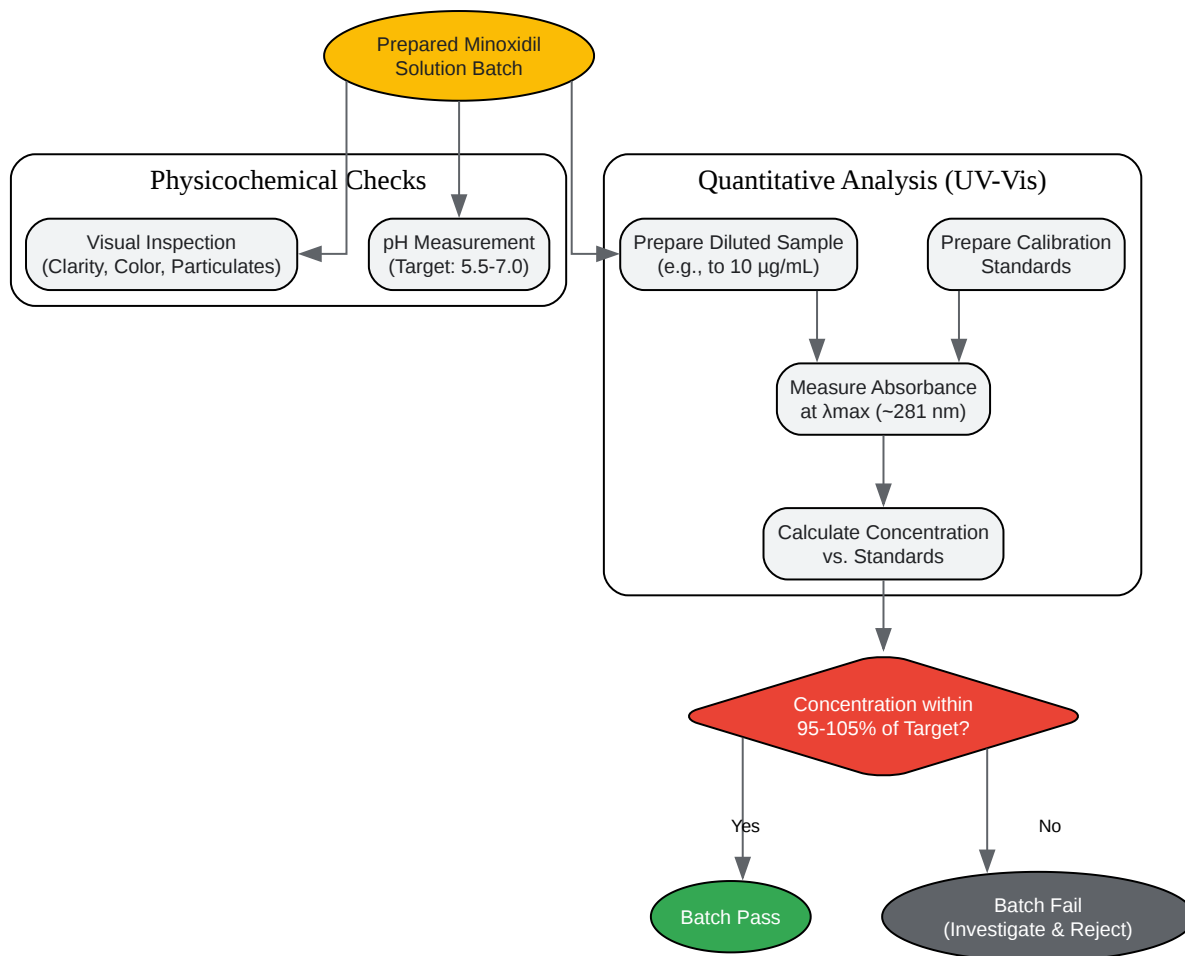 Prepared Minoxidil
Solution Batch
Physicochemical Checks
Visual Inspection
(Clarity, Color, Particulates)
pH Measurement
(Target: 5.5-7.0)
Quantitative Analysis (UV-Vis)
Prepare Diluted Sample
(e.g., to 10 µg/mL)
Prepare Calibration
Standards
Measure Absorbance
at λmax (~281 nm)
Calculate Concentration
vs. Standards
Concentration within
95-105% of Target?
Yes
No
Batch Pass
Batch Fail
(Investigate & Reject)